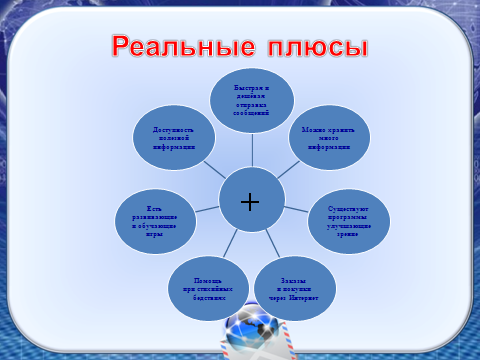 Реальные плюсы
Быстрая и
дешёвая
отправка
сообщений
Можно хранить
много
информации
Существуют
программы
улучшающие
зрение
Заказы
и покупки
через Интернет
Помощь
при стихийных
бедствиях
Есть
развивающие
и обучающие
игры
Доступность
полезной
информации
+